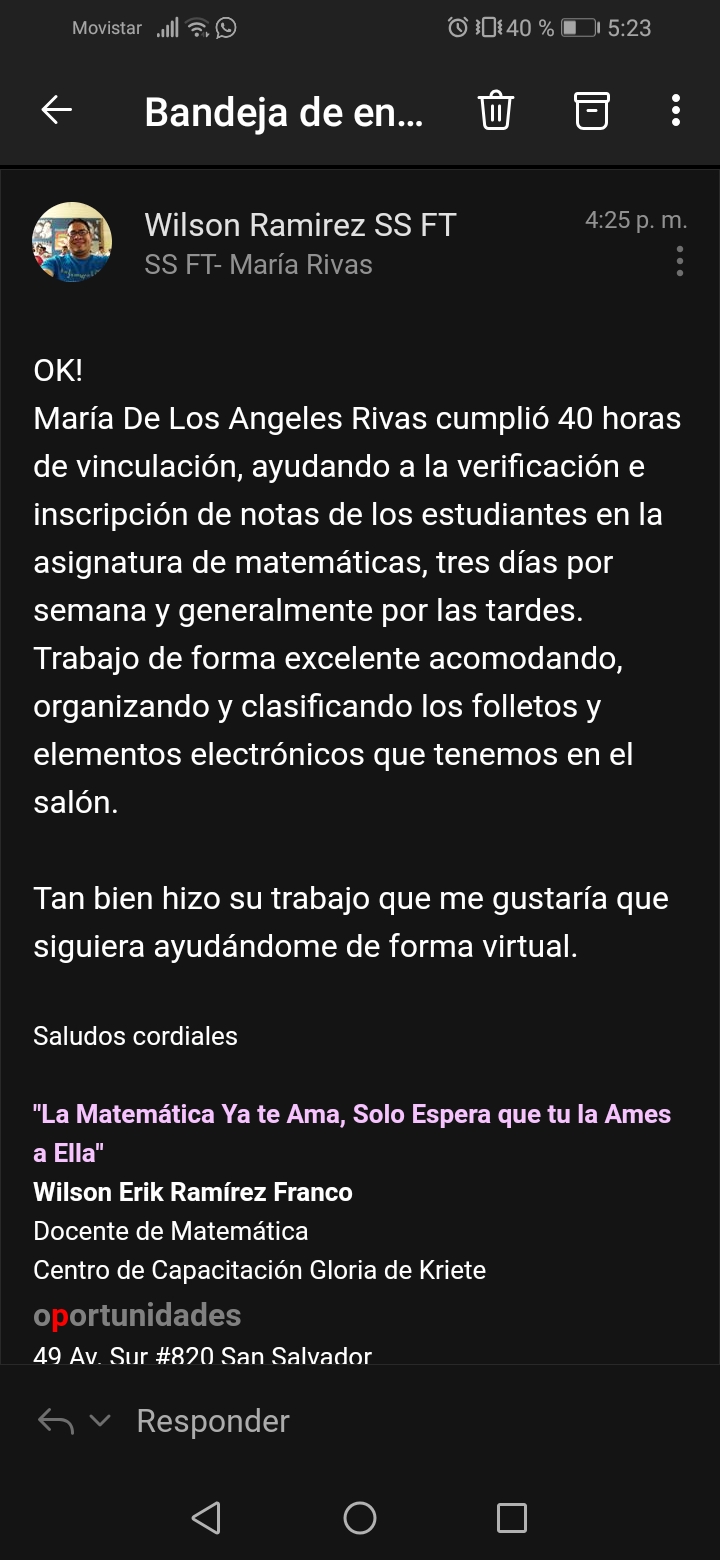 Movistar 40 % 5:23
Bandeja de en...
Wilson Ramirez SS FT 4:25 p. m.
SS FT- María Rivas
OK!
María De Los Angeles Rivas cumplió 40 horas
de vinculación, ayudando a la verificación e
inscripción de notas de los estudiantes en la
asignatura de matemáticas, tres días por
semana y generalmente por las tardes.
Trabajo de forma excelente acomodando,
organizando y clasificando los folletos y
elementos electrónicos que tenemos en el
salón.
Tan bien hizo su trabajo que me gustaría que
siguiera ayudándome de forma virtual.
Saludos cordiales
"La Matemática Ya te Ama, Solo Espera que tu la Ames
a Ella"
Wilson Erik Ramírez Franco
Docente de Matemática
Centro de Capacitación Gloria de Kriete
oportunidades
49 Av. Sur #820 San Salvador
Responder